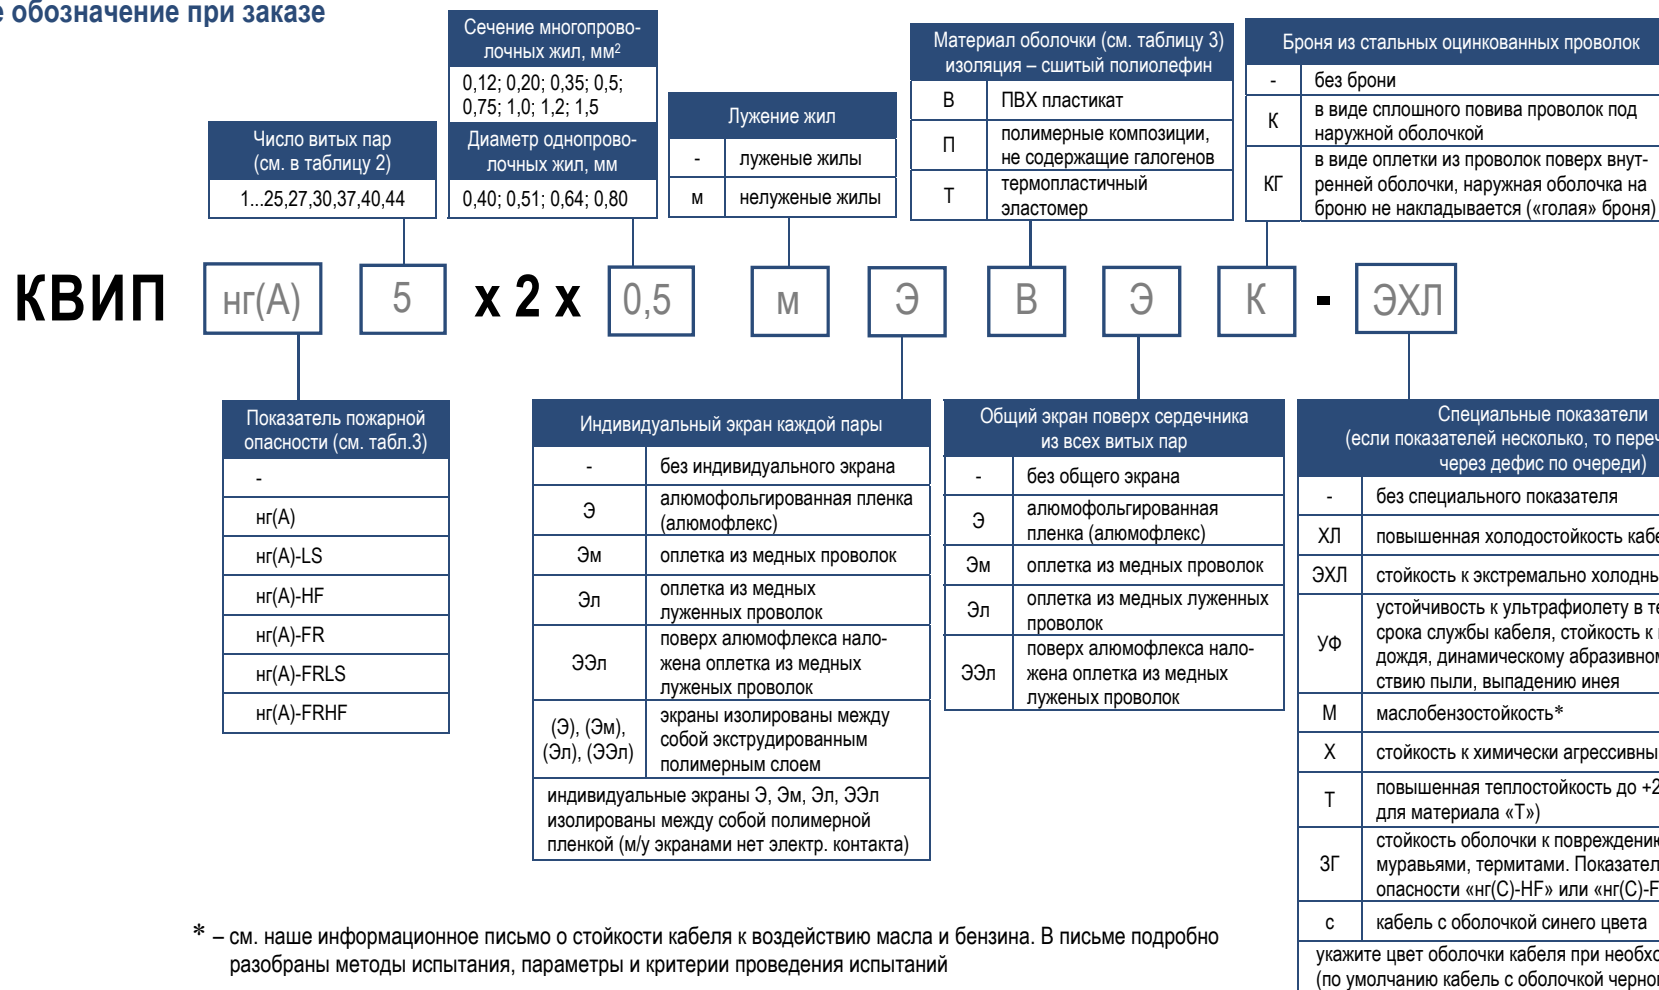 е обозначение при заказе
Сечение многопрово-
лочных жил, мм²
0,12; 0,20; 0,35; 0,5;
0,75; 1,0; 1,2; 1,5
Диаметр однопрово-
лочных жил, мм
0,40; 0,51; 0,64; 0,80
Число витых пар
(см. в таблицу 2)
1...25,27,30,37,40,44
Лужение жил
- луженые жилы
м нелуженые жилы
Материал оболочки (см. таблицу 3)
изоляция – сшитый полиолефин
В ПВХ пластикат
П полимерные композиции,
не содержащие галогенов
Т термопластичный
эластомер
Броня из стальных оцинкованных проволок
- без брони
К в виде сплошного повива проволок под
наружной оболочкой
КГ в виде оплетки из проволок поверх внут-
ренней оболочки, наружная оболочка на
броню не накладывается («голая» броня)
КВИП нг(А) 5 х 2 х 0,5 м Э В Э К - ЭХЛ
Показатель пожарной
опасности (см. табл.3)
-
нг(А)
нг(А)-LS
нг(А)-HF
нг(А)-FR
нг(А)-FRLS
нг(А)-FRHF
Индивидуальный экран каждой пары
- без индивидуального экрана
Э алюмофольгированная пленка
(алюмофлекс)
Эм оплетка из медных проволок
Эл оплетка из медных
луженных проволок
ЭЭл поверх алюмофлекса нало-
жена оплетка из медных
луженых проволок
(Э), (Эм), (Эл), (ЭЭл) экраны изолированы между
собой экструдированным
полимерным слоем
индивидуальные экраны Э, Эм, Эл, ЭЭл
изолированы между собой полимерной
пленкой (м/у экранами нет электр. контакта)
Общий экран поверх сердечника
из всех витых пар
- без общего экрана
Э алюмофольгированная
пленка (алюмофлекс)
Эм оплетка из медных проволок
Эл оплетка из медных луженных
проволок
ЭЭл поверх алюмофлекса нало-
жена оплетка из медных
луженых проволок
Специальные показатели
(если показателей несколько, то переч
через дефис по очереди)
- без специального показателя
ХЛ повышенная холодостойкость кабе
ЭХЛ стойкость к экстремально холодны
УФ устойчивость к ультрафиолету в те
срока службы кабеля, стойкость к
дождя, динамическому абразивно
ствию пыли, выпадению инея
М маслобензостойкость*
Х стойкость к химически агрессивны
Т повышенная теплостойкость до +2
для материала «Т»)
ЗГ стойкость оболочки к повреждени
муравьями, термитами. Показател
опасности «нг(С)-HF» или «нг(С)-F
с кабель с оболочкой синего цвета
укажите цвет оболочки кабеля при необхо
(по умолчанию кабель с оболочкой черно
* – см. наше информационное письмо о стойкости кабеля к воздействию масла и бензина. В письме подробно
разобраны методы испытания, параметры и критерии проведения испытаний